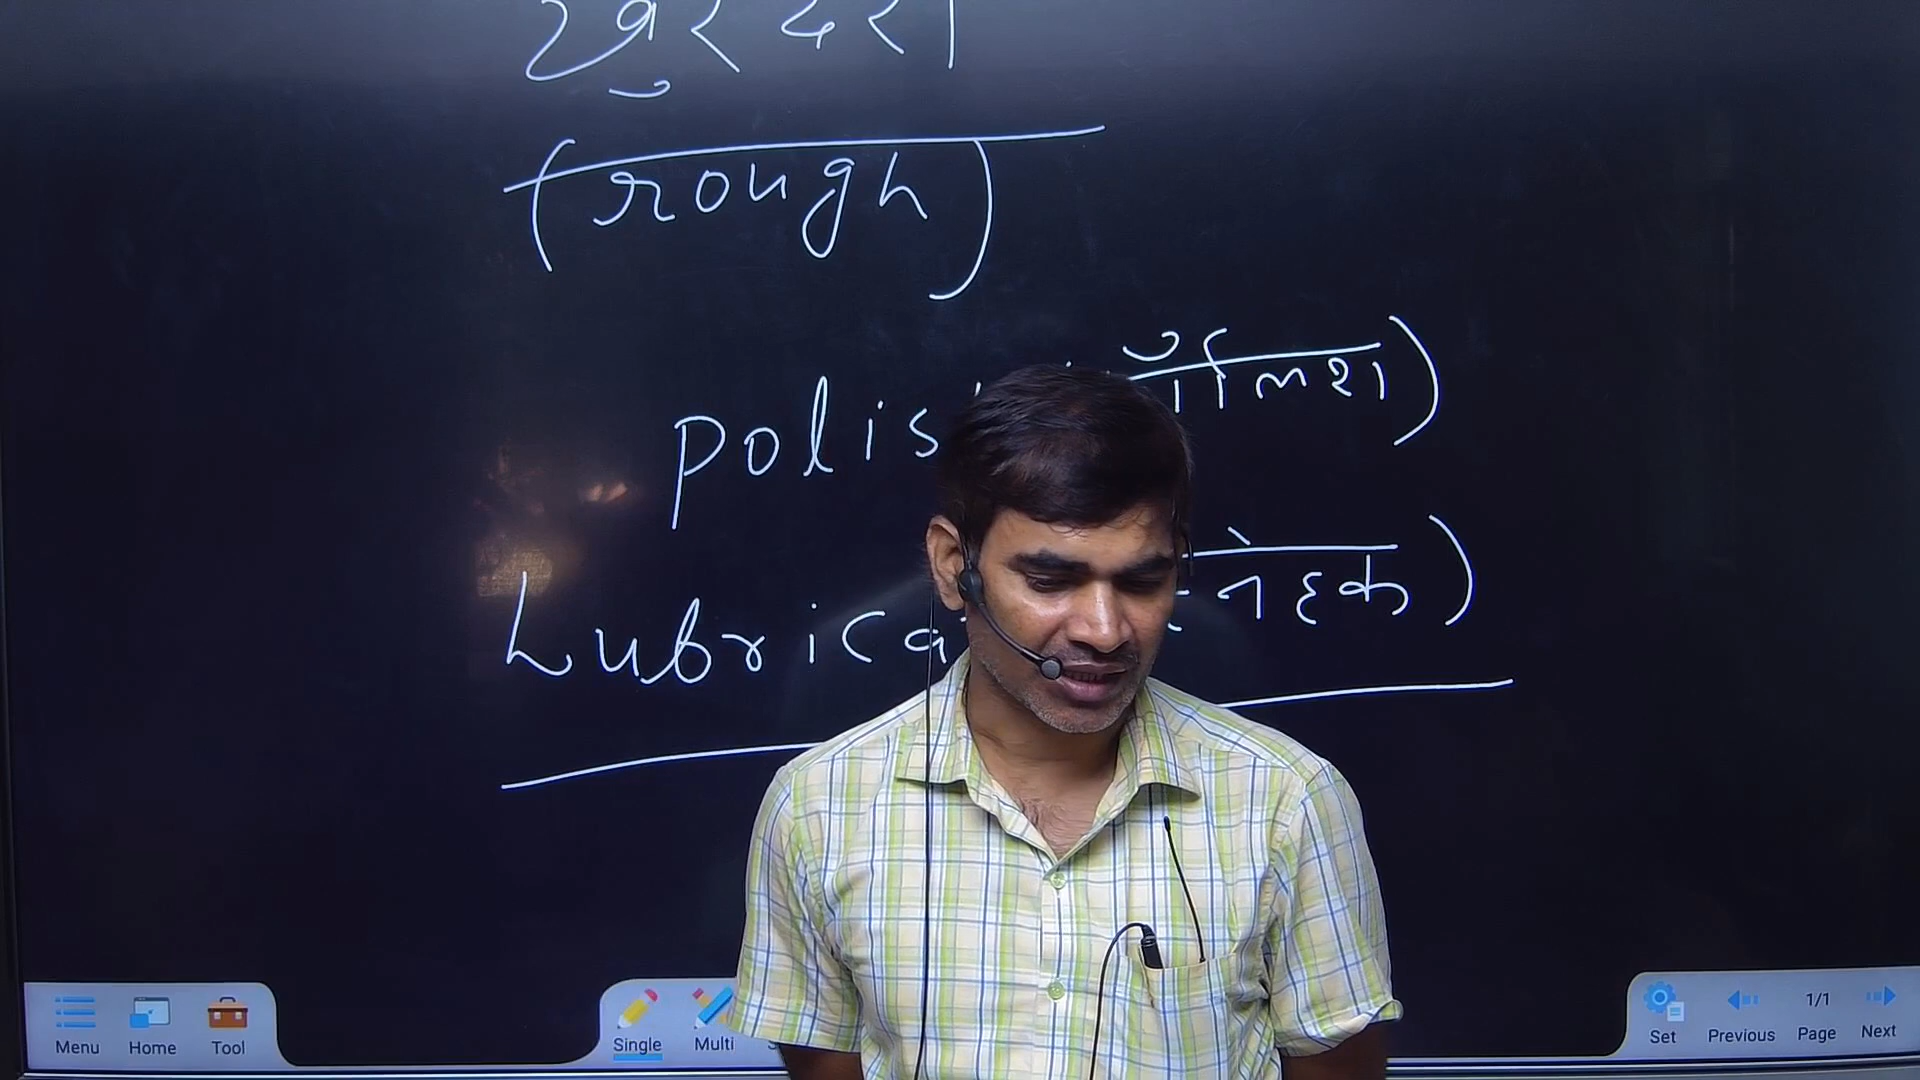 खुरदरा
(rough)
polis पॉलिश)
Lubrica नेहक)
Menu Home Tool Single Multi Set Previous 1/1 Page Next